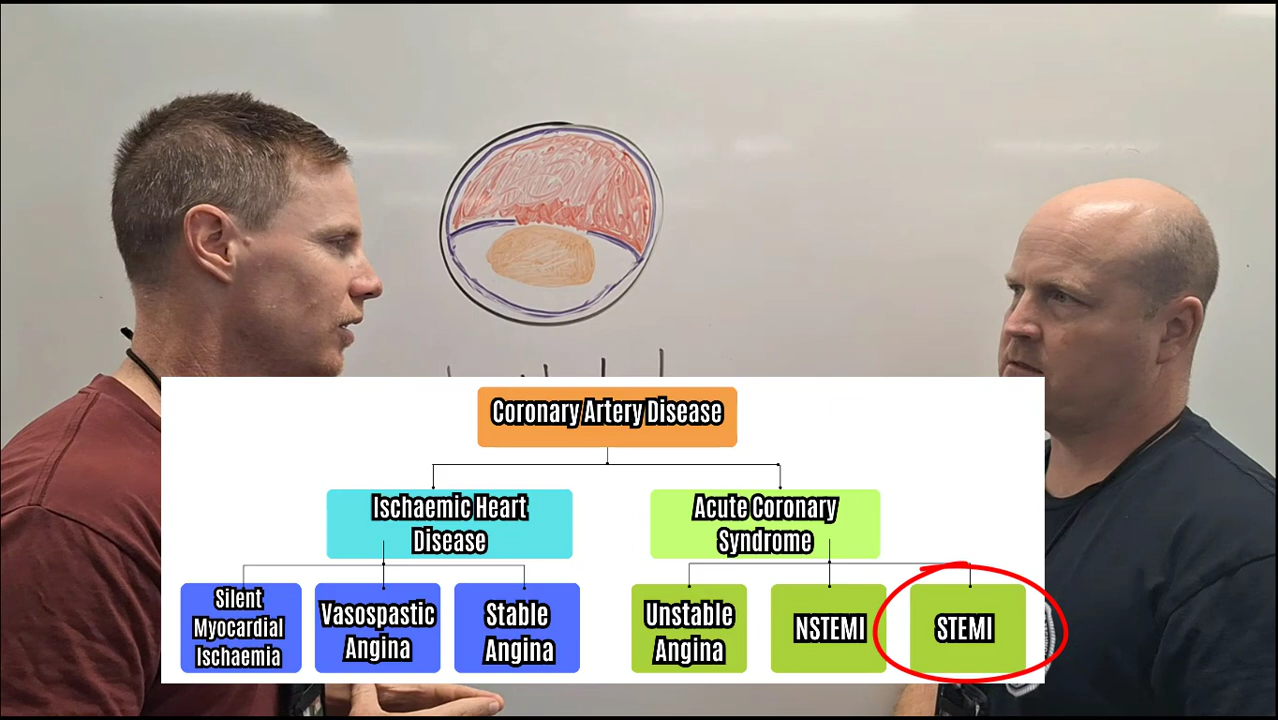 Coronary Artery Disease
Ischaemic Heart
Disease
Acute Coronary
Syndrome
Silent
Myocardial
Ischaemia
Vasospastic
Angina
Stable
Angina
Unstable
Angina
NSTEMI
STEMI